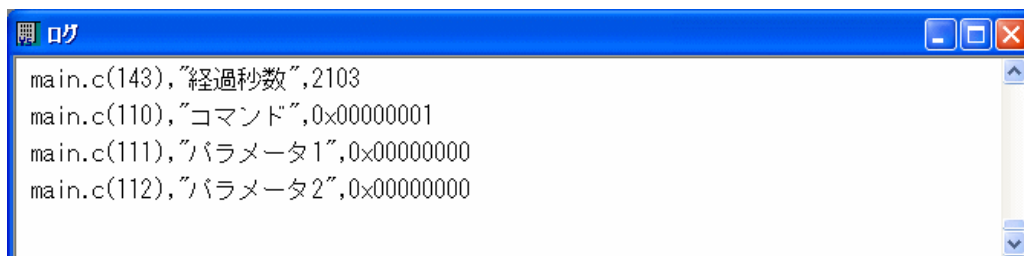 ログ
main.c(143),"経過秒数",2103
main.c(110),"コマンド",0x00000001
main.c(111),"パラメータ1",0x00000000
main.c(112),"パラメータ2",0x00000000